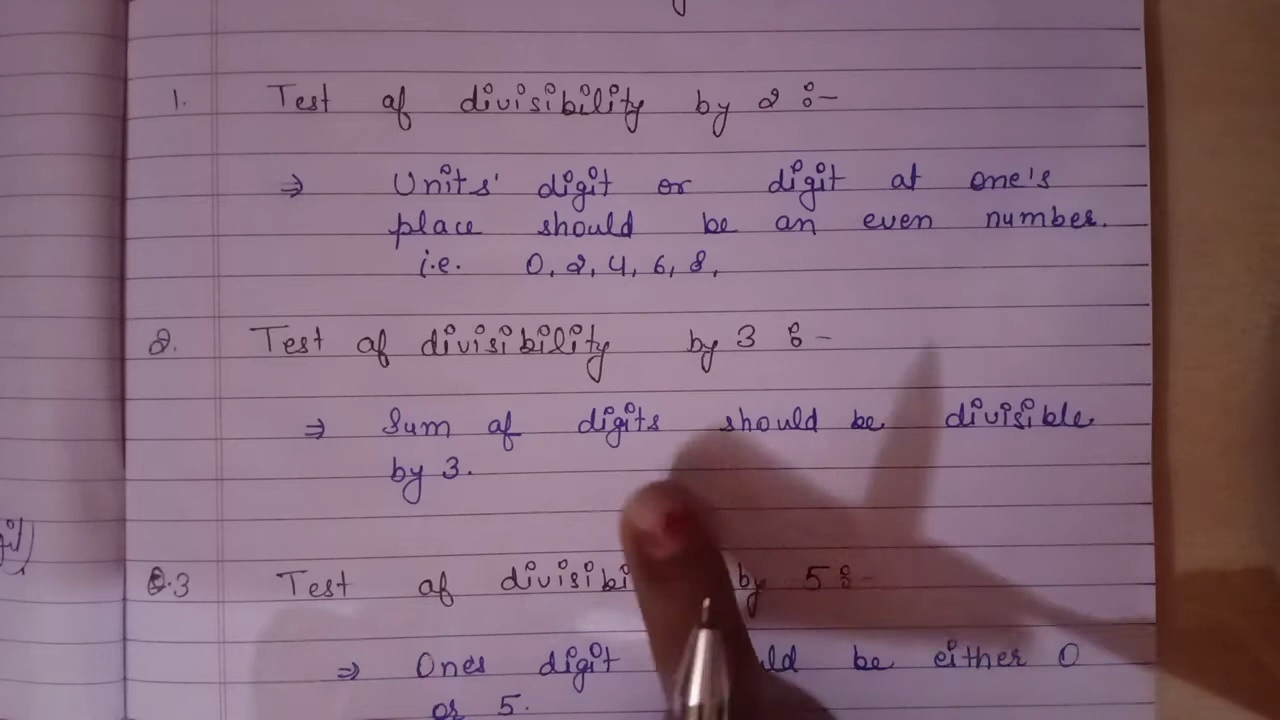 1. Test of divisibility by 2 :-
⇒ Units' digit or digit at one's
place should be an even number.
i.e. 0, 2, 4, 6, 8,
2. Test of divisibility by 3 :-
⇒ Sum of digits should be divisible
by 3.
Q.3 Test of by 5 :-
⇒ Ones digit be either 0
or 5.